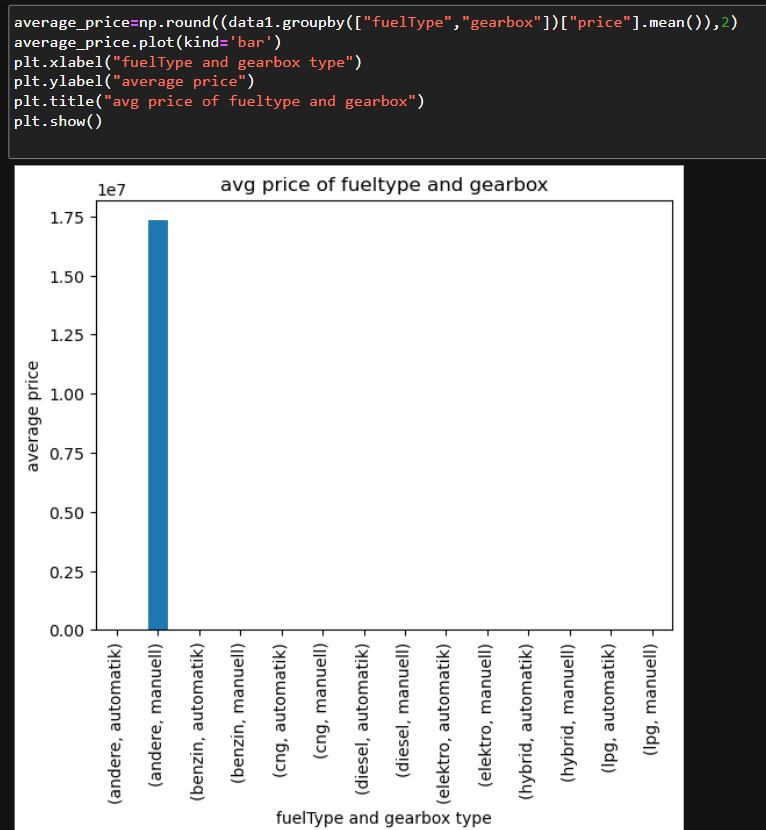 average_price=np.round((data1.groupby(["fuelType","gearbox"])["price"].mean()),2)
average_price.plot(kind='bar')
plt.xlabel("fuelType and gearbox type")
plt.ylabel("average price")
plt.title("avg price of fueltype and gearbox")
plt.show()
avg price of fueltype and gearbox
1e7
1.75
1.50
1.25
1.00
0.75
0.50
0.25
0.00
average price
(andere, automatik)
(andere, manuell)
(benzin, automatik)
(benzin, manuell)
(cng, automatik)
(cng, manuell)
(diesel, automatik)
(diesel, manuell)
(elektro, automatik)
(elektro, manuell)
(hybrid, automatik)
(hybrid, manuell)
(lpg, automatik)
(lpg, manuell)
fuelType and gearbox type